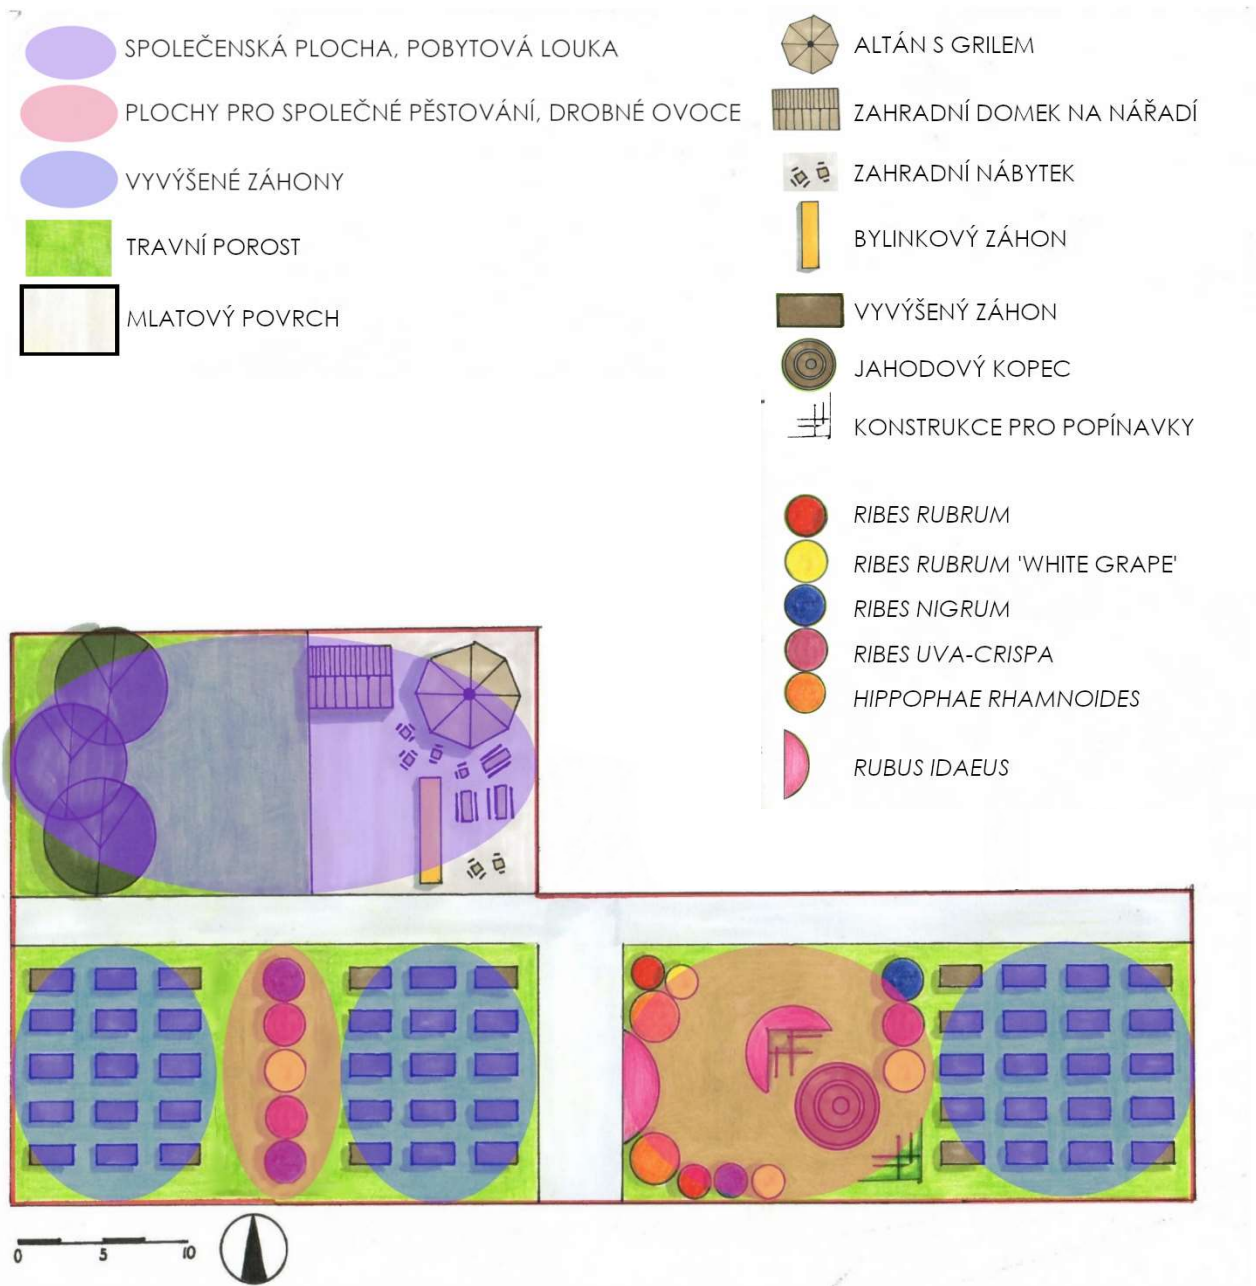 SPOLEČENSKÁ PLOCHA, POBYTOVÁ LOUKA
PLOCHY PRO SPOLEČNÉ PĚSTOVÁNÍ, DROBNÉ OVOCE
VYVÝŠENÉ ZÁHONY
TRAVNÍ POROST
MLATOVÝ POVRCH
ALTÁN S GRILEM
ZAHRADNÍ DOMEK NA NÁŘADÍ
ZAHRADNÍ NÁBYTEK
BYLINKOVÝ ZÁHON
VYVÝŠENÝ ZÁHON
JAHODOVÝ KOPEC
KONSTRUKCE PRO POPÍNAVKY
RIBES RUBRUM
RIBES RUBRUM 'WHITE GRAPE'
RIBES NIGRUM
RIBES UVA-CRISPA
HIPPOPHAE RHAMNOIDES
RUBUS IDAEUS
0 5 10